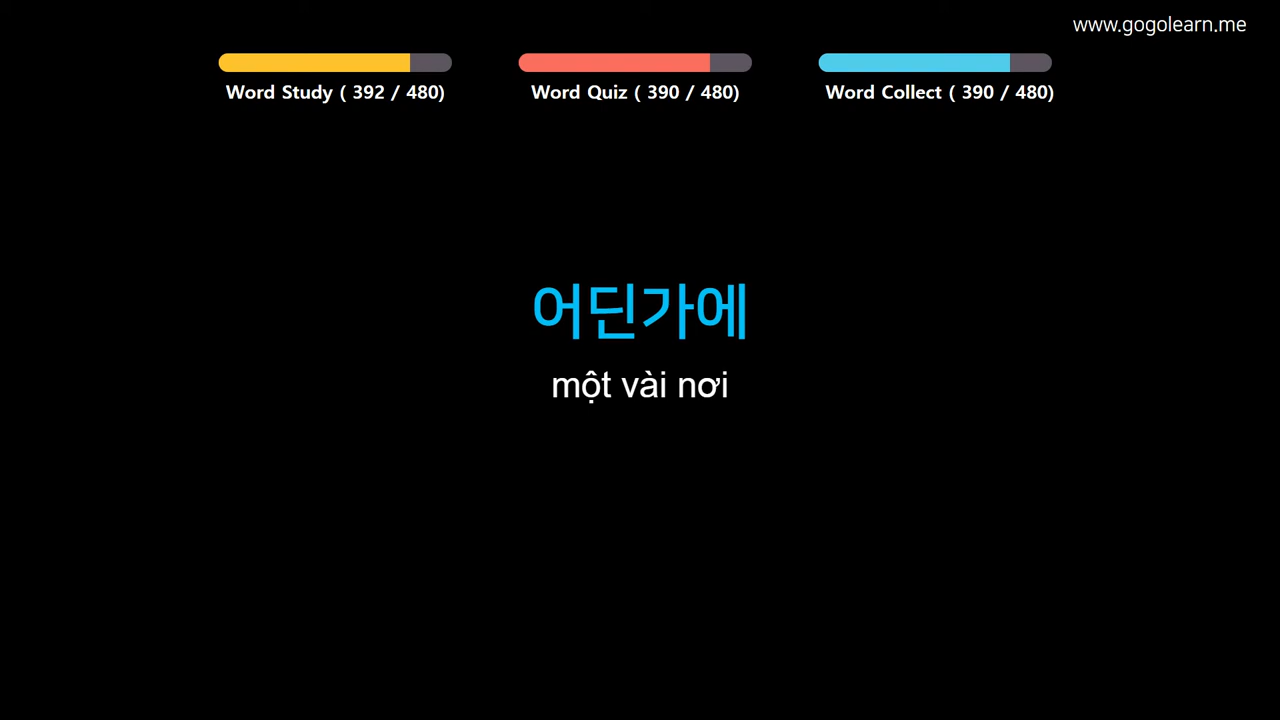 www.gogolearn.me
Word Study ( 392 / 480)
Word Quiz ( 390 / 480)
Word Collect ( 390 / 480)
어딘가에
một vài nơi